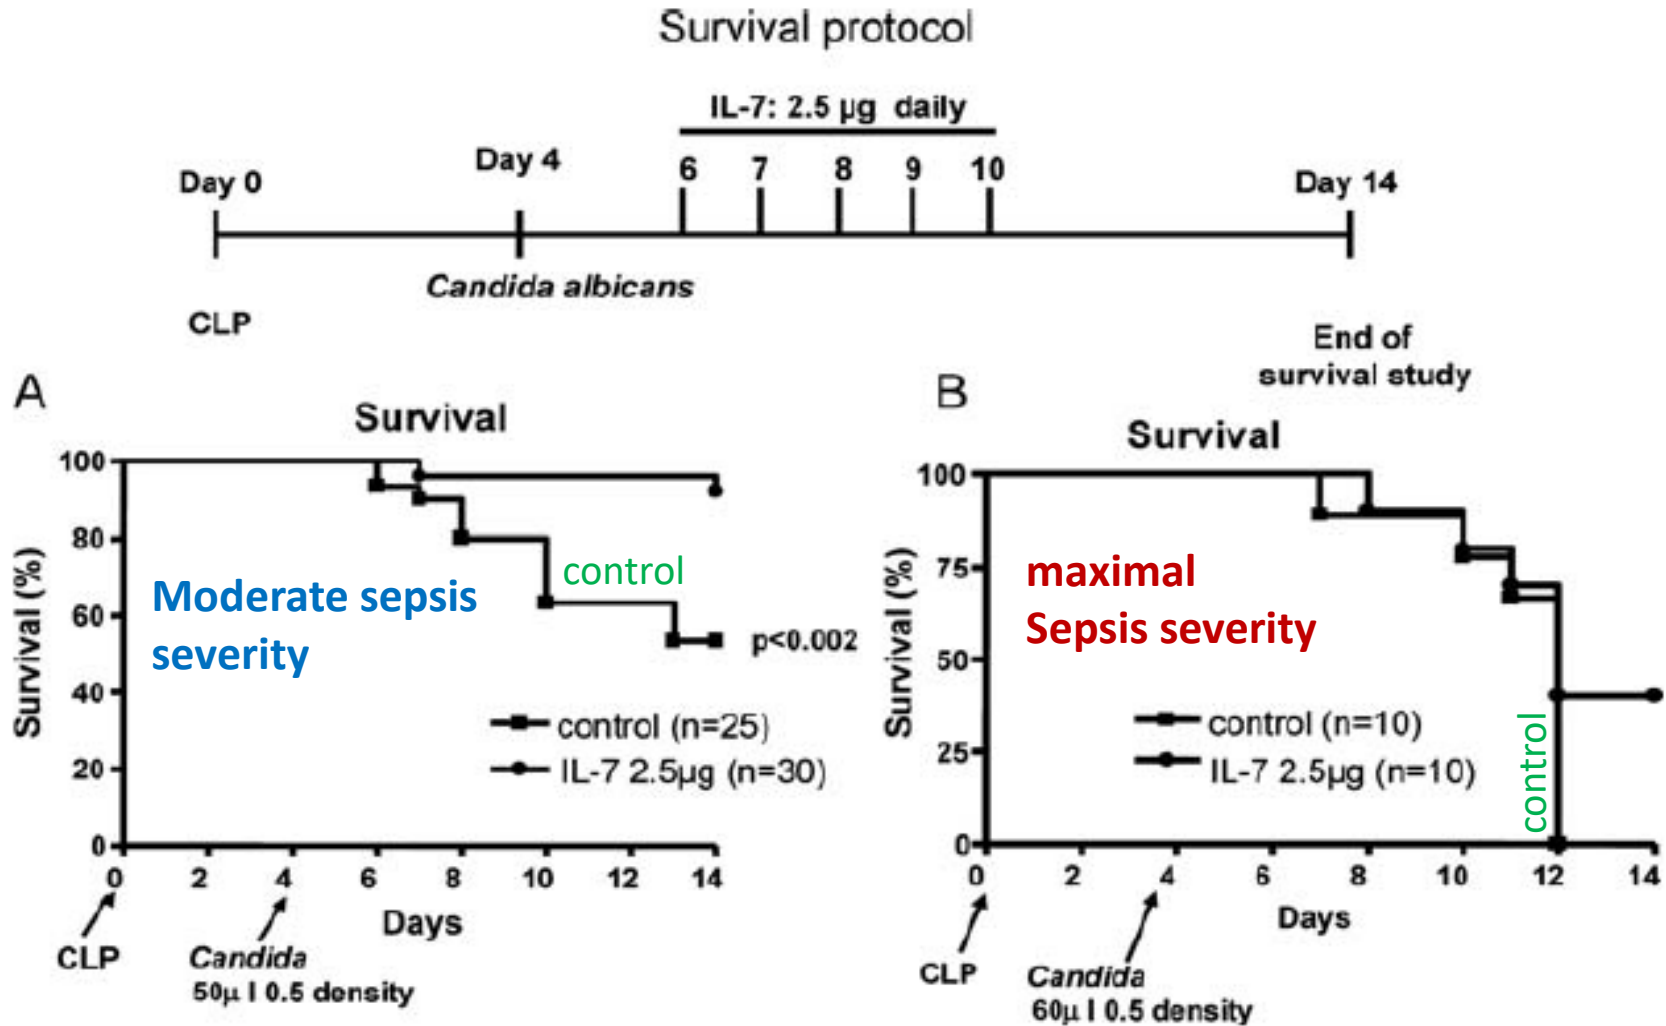 Survival protocol
IL-7: 2.5 µg daily
Day 0
Day 4
6 7 8 9 10
Day 14
Candida albicans
CLP
End of
survival study
A
Survival
100
80
60
40
20
0
Survival (%)
Moderate sepsis
severity
control
p<0.002
control (n=25)
IL-7 2.5µg (n=30)
0 2 4 6 8 10 12 14
Days
CLP
Candida
50µ l 0.5 density
B
Survival
100
75
50
25
0
Survival (%)
maximal
Sepsis severity
control (n=10)
IL-7 2.5µg (n=10)
control
0 2 4 6 8 10 12 14
Days
CLP
Candida
60µ l 0.5 density